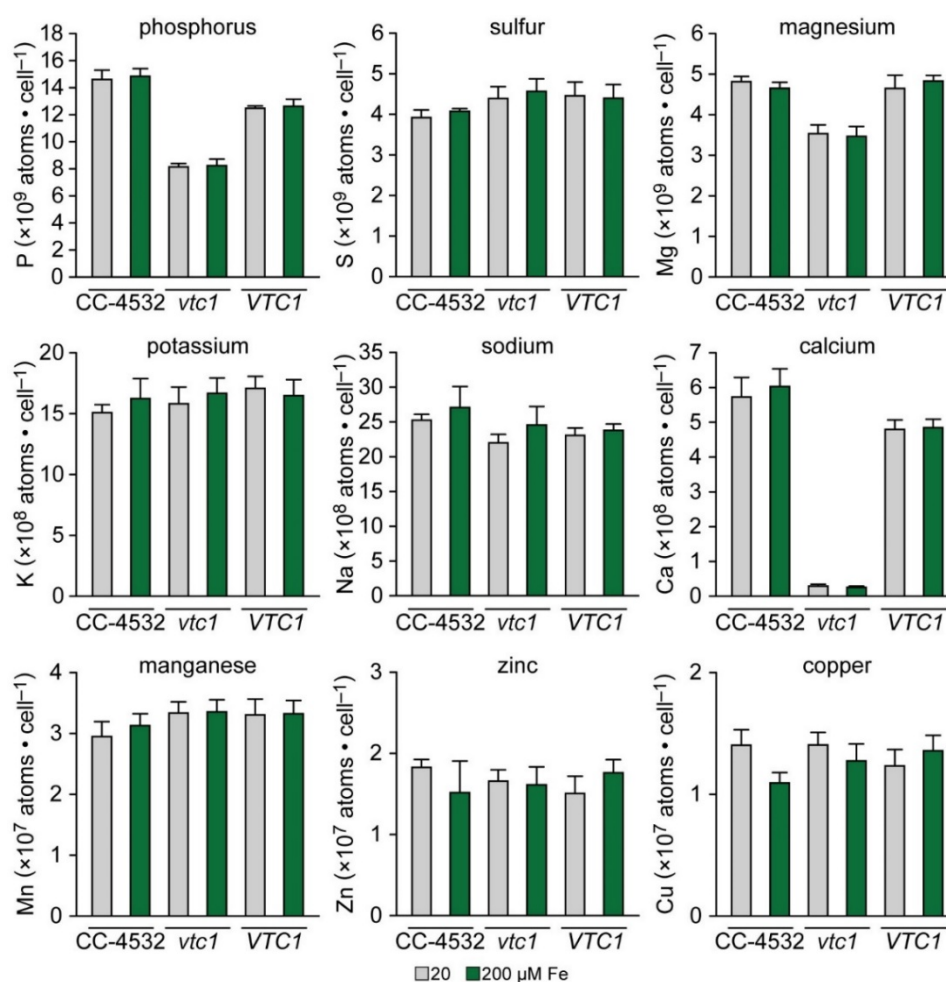 phosphorus
P (×10⁹ atoms • cell⁻¹)
18
16
14
12
10
8
6
4
2
0
CC-4532 vtc1 VTC1
sulfur
S (×10⁹ atoms • cell⁻¹)
6
5
4
3
2
1
0
CC-4532 vtc1 VTC1
magnesium
Mg (×10⁹ atoms • cell⁻¹)
6
5
4
3
2
1
0
CC-4532 vtc1 VTC1
potassium
K (×10⁸ atoms • cell⁻¹)
20
15
10
5
0
CC-4532 vtc1 VTC1
sodium
Na (×10⁸ atoms • cell⁻¹)
35
30
25
20
15
10
5
0
CC-4532 vtc1 VTC1
calcium
Ca (×10⁸ atoms • cell⁻¹)
7
6
5
4
3
2
1
0
CC-4532 vtc1 VTC1
manganese
Mn (×10⁷ atoms • cell⁻¹)
4
3
2
1
0
CC-4532 vtc1 VTC1
zinc
Zn (×10⁷ atoms • cell⁻¹)
3
2
1
0
CC-4532 vtc1 VTC1
copper
Cu (×10⁷ atoms • cell⁻¹)
2
1
0
CC-4532 vtc1 VTC1
20 200 µM Fe